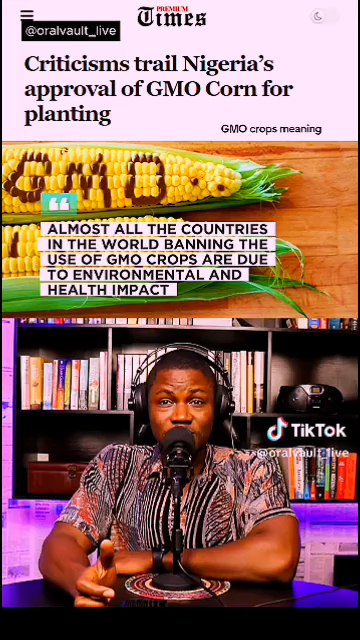 PREMIUM
Times
@oralvault_live
Criticisms trail Nigeria's
approval of GMO Corn for
planting
GMO crops meaning
GMO
ALMOST ALL THE COUNTRIES
IN THE WORLD BANNING THE
USE OF GMO CROPS ARE DUE
TO ENVIRONMENTAL AND
HEALTH IMPACT
TikTok
@oralvault_live